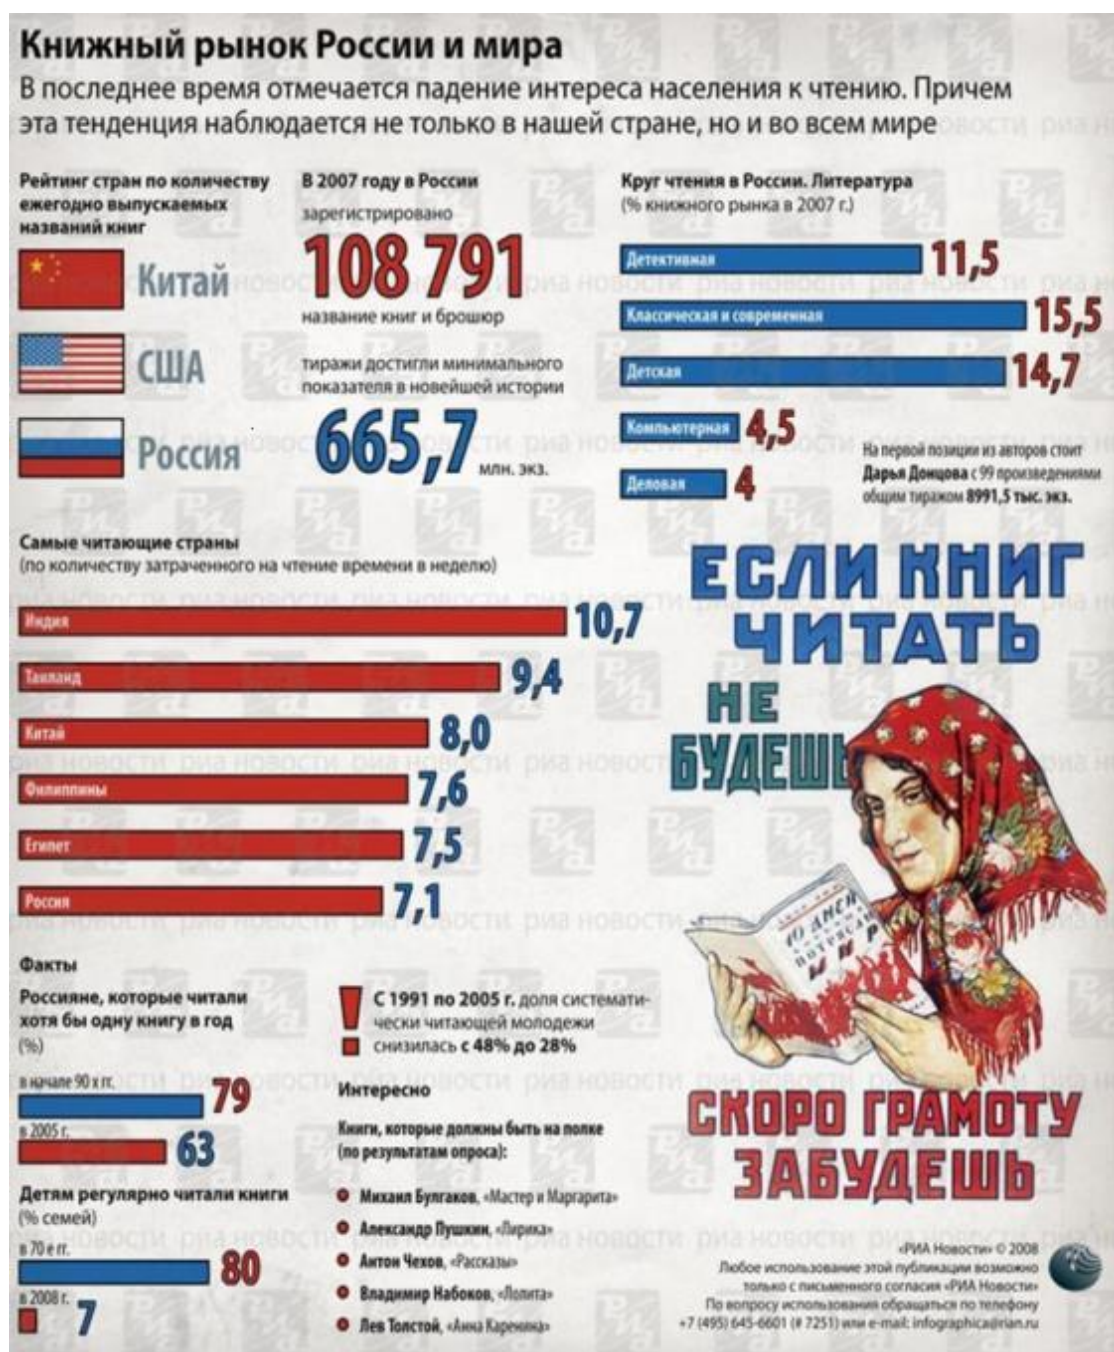 Книжный рынок России и мира
В последнее время отмечается падение интереса населения к чтению. Причем
эта тенденция наблюдается не только в нашей стране, но и во всем мире
Рейтинг стран по количеству
ежегодно выпускаемых
названий книг
Китай
США
Россия
В 2007 году в России
зарегистрировано
108 791
название книг и брошюр
тиражи достигли минимального
показателя в новейшей истории
665,7 млн. экз.
Круг чтения в России. Литература
(% книжного рынка в 2007 г.)
Детективная 11,5
Классическая и современная 15,5
Детская 14,7
Компьютерная 4,5
Деловая 4
На первой позиции из авторов стоит
Дарья Донцова с 99 произведениями
общим тиражом 8991,5 тыс. экз.
Самые читающие страны
(по количеству затраченного на чтение времени в неделю)
Индия 10,7
Таиланд 9,4
Китай 8,0
Филиппины 7,6
Египет 7,5
Россия 7,1
ЕСЛИ КНИГ
ЧИТАТЬ
НЕ
БУДЕШЬ
10 ДНЕЙ
МИР
СКОРО ГРАМОТУ
ЗАБУДЕШЬ
Факты
Россияне, которые читали
хотя бы одну книгу в год
(%)
в начале 90 х гг.
79
в 2005 г.
63
Детям регулярно читали книги
(% семей)
в 70 е гг.
80
в 2008 г.
7
! С 1991 по 2005 г. доля системати-
чески читающей молодежи
снизилась с 48% до 28%
Интересно
Книги, которые должны быть на полке
(по результатам опроса):
Михаил Булгаков, «Мастер и Маргарита»
Александр Пушкин, «Лирика»
Антон Чехов, «Рассказы»
Владимир Набоков, «Лолита»
Лев Толстой, «Анна Каренина»
«РИА Новости» © 2008
Любое использование этой публикации возможно
только с письменного согласия «РИА Новости»
По вопросу использования обращаться по телефону
+7 (495) 645-6601 (# 7251) или e-mail: infographica@rian.ru